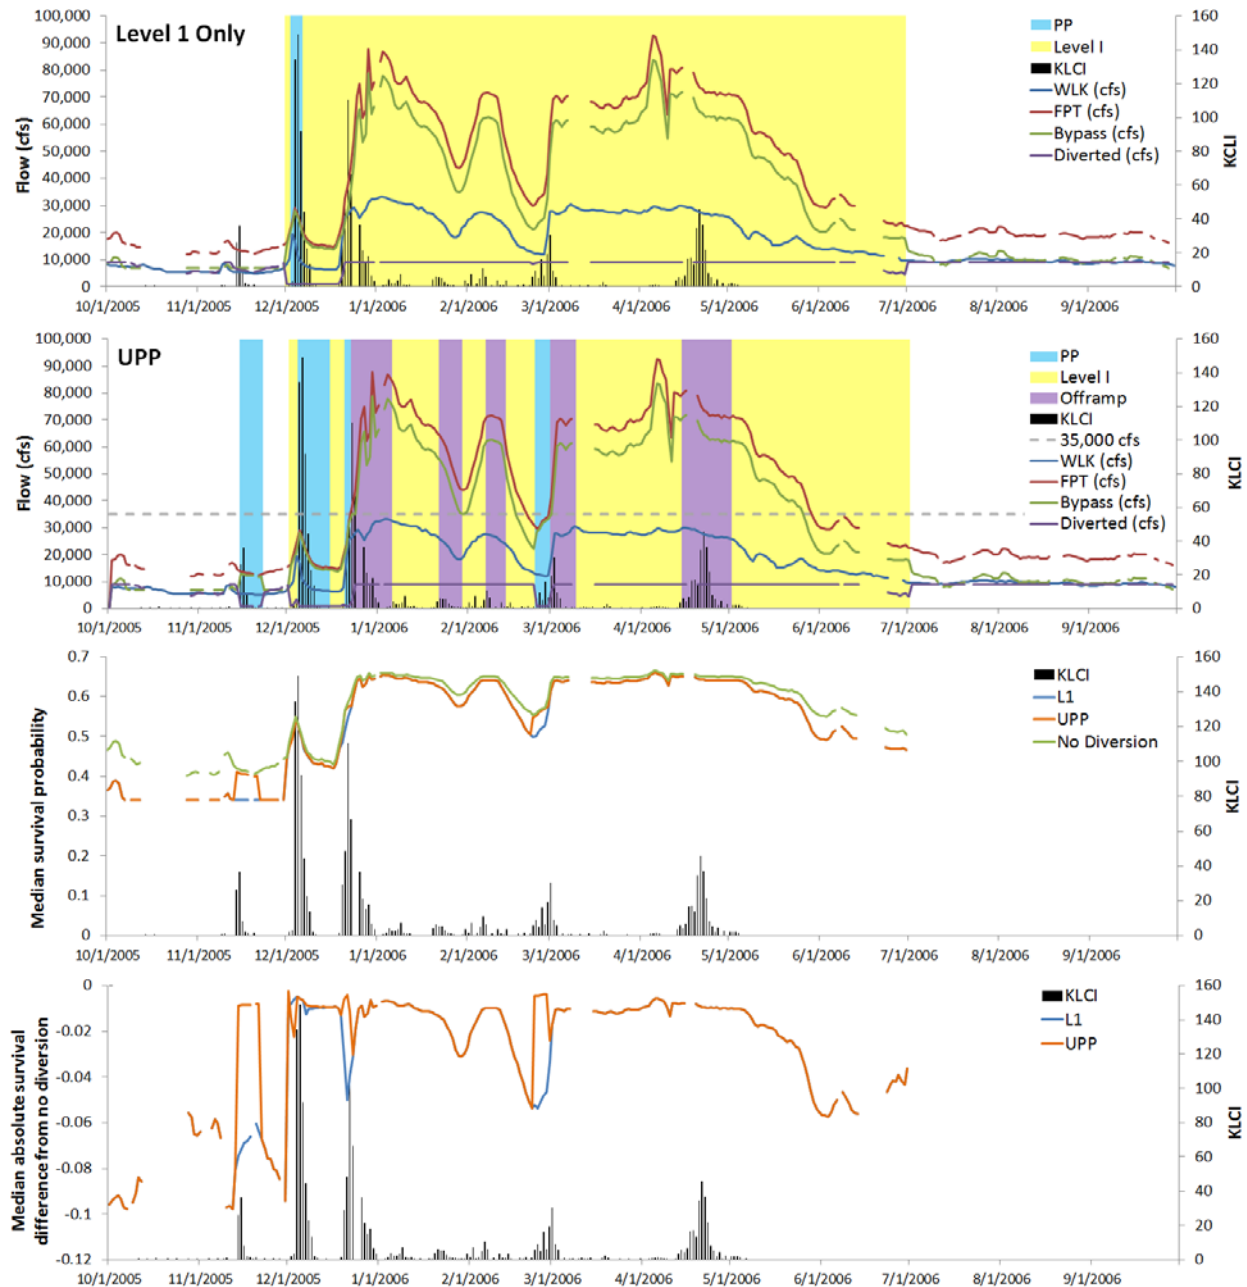 Level 1 Only
Flow (cfs)
100,000
90,000
80,000
70,000
60,000
50,000
40,000
30,000
20,000
10,000
0
10/1/2005 11/1/2005 12/1/2005 1/1/2006 2/1/2006 3/1/2006 4/1/2006 5/1/2006 6/1/2006 7/1/2006 8/1/2006 9/1/2006
160
140
120
100
80
60
40
20
0
KCLI
PP
Level I
KLCI
WLK (cfs)
FPT (cfs)
Bypass (cfs)
Diverted (cfs)
UPP
Flow (cfs)
100,000
90,000
80,000
70,000
60,000
50,000
40,000
30,000
20,000
10,000
0
10/1/2005 11/1/2005 12/1/2005 1/1/2006 2/1/2006 3/1/2006 4/1/2006 5/1/2006 6/1/2006 7/1/2006 8/1/2006 9/1/2006
160
140
120
100
80
60
40
20
0
KLCI
PP
Level I
Offramp
KLCI
35,000 cfs
WLK (cfs)
FPT (cfs)
Bypass (cfs)
Diverted (cfs)
Median survival probability
0.7
0.6
0.5
0.4
0.3
0.2
0.1
0
10/1/2005 11/1/2005 12/1/2005 1/1/2006 2/1/2006 3/1/2006 4/1/2006 5/1/2006 6/1/2006 7/1/2006 8/1/2006 9/1/2006
160
140
120
100
80
60
40
20
0
KLCI
KLCI
L1
UPP
No Diversion
Median absolute survival
difference from no diversion
0
-0.02
-0.04
-0.06
-0.08
-0.1
-0.12
10/1/2005 11/1/2005 12/1/2005 1/1/2006 2/1/2006 3/1/2006 4/1/2006 5/1/2006 6/1/2006 7/1/2006 8/1/2006 9/1/2006
160
140
120
100
80
60
40
20
0
KLCI
KLCI
L1
UPP